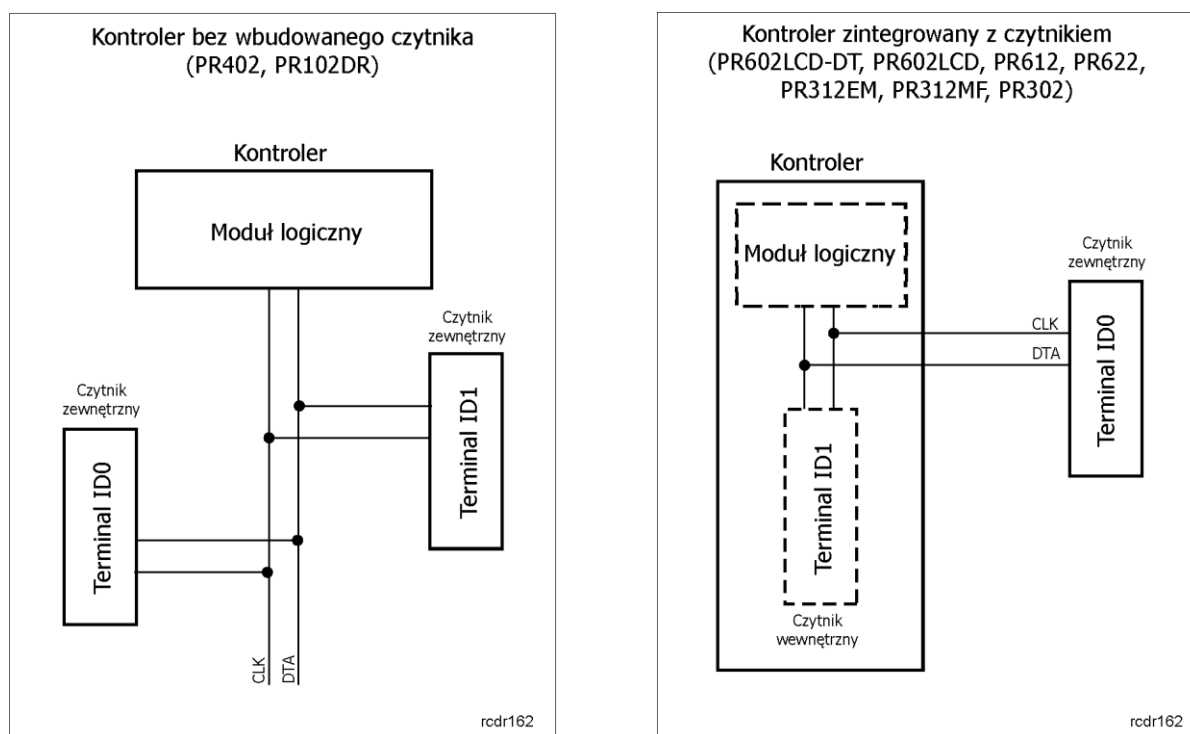 Kontroler bez wbudowanego czytnika
(PR402, PR102DR)
Kontroler
Moduł logiczny
Czytnik
zewnętrzny
Terminal ID1
Czytnik
zewnętrzny
Terminal ID0
CLK
DTA
rcdr162
Kontroler zintegrowany z czytnikiem
(PR602LCD-DT, PR602LCD, PR612, PR622,
PR312EM, PR312MF, PR302)
Kontroler
Moduł logiczny
Czytnik
zewnętrzny
CLK
DTA
Terminal ID0
Terminal ID1
Czytnik
wewnętrzny
rcdr162